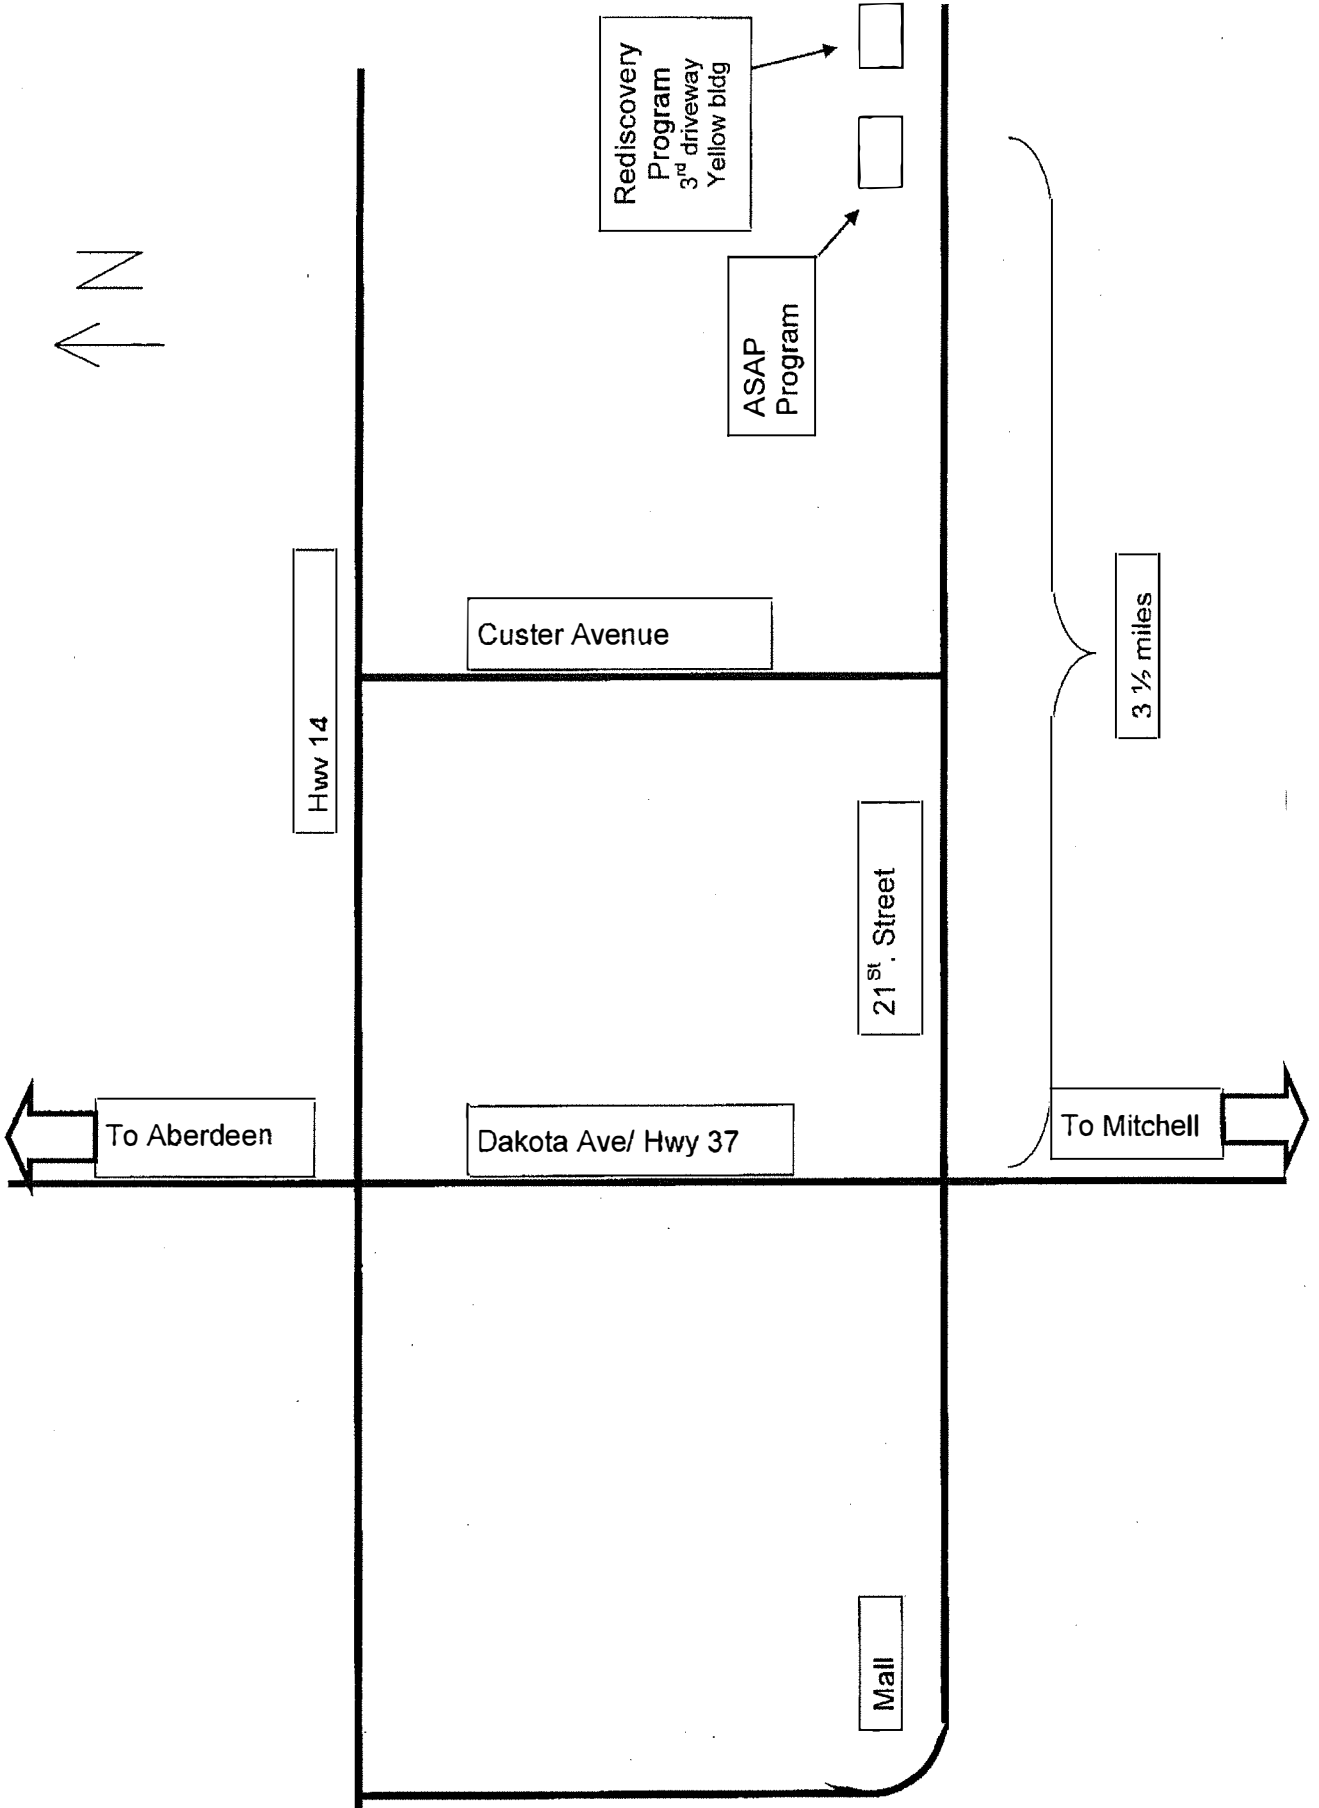 N
Rediscovery
Program
3rd driveway
Yellow bldg
ASAP
Program
Hwy 14
Custer Avenue
3 ½ miles
21St. Street
To Aberdeen
Dakota Ave/ Hwy 37
To Mitchell
Mall